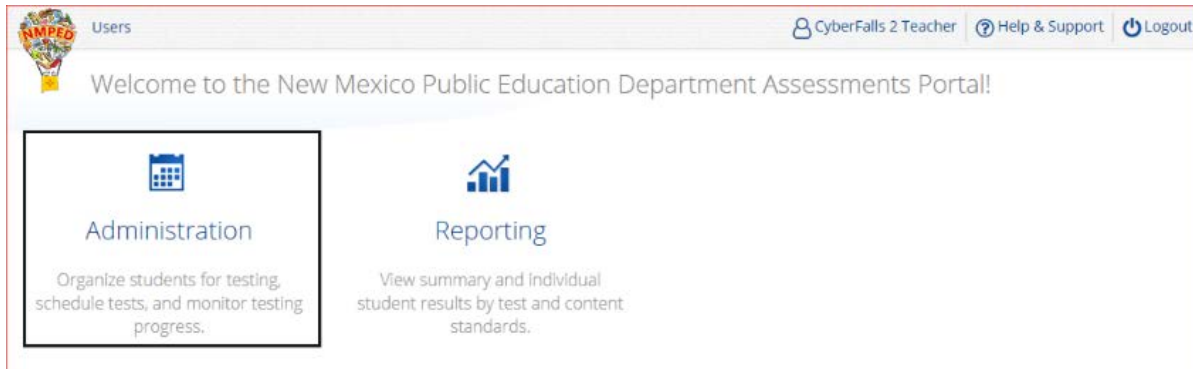 NMPED
Users
CyberFalls 2 Teacher
Help & Support
Logout
Welcome to the New Mexico Public Education Department Assessments Portal!
Administration
Organize students for testing,
schedule tests, and monitor testing
progress.
Reporting
View summary and individual
student results by test and content
standards.